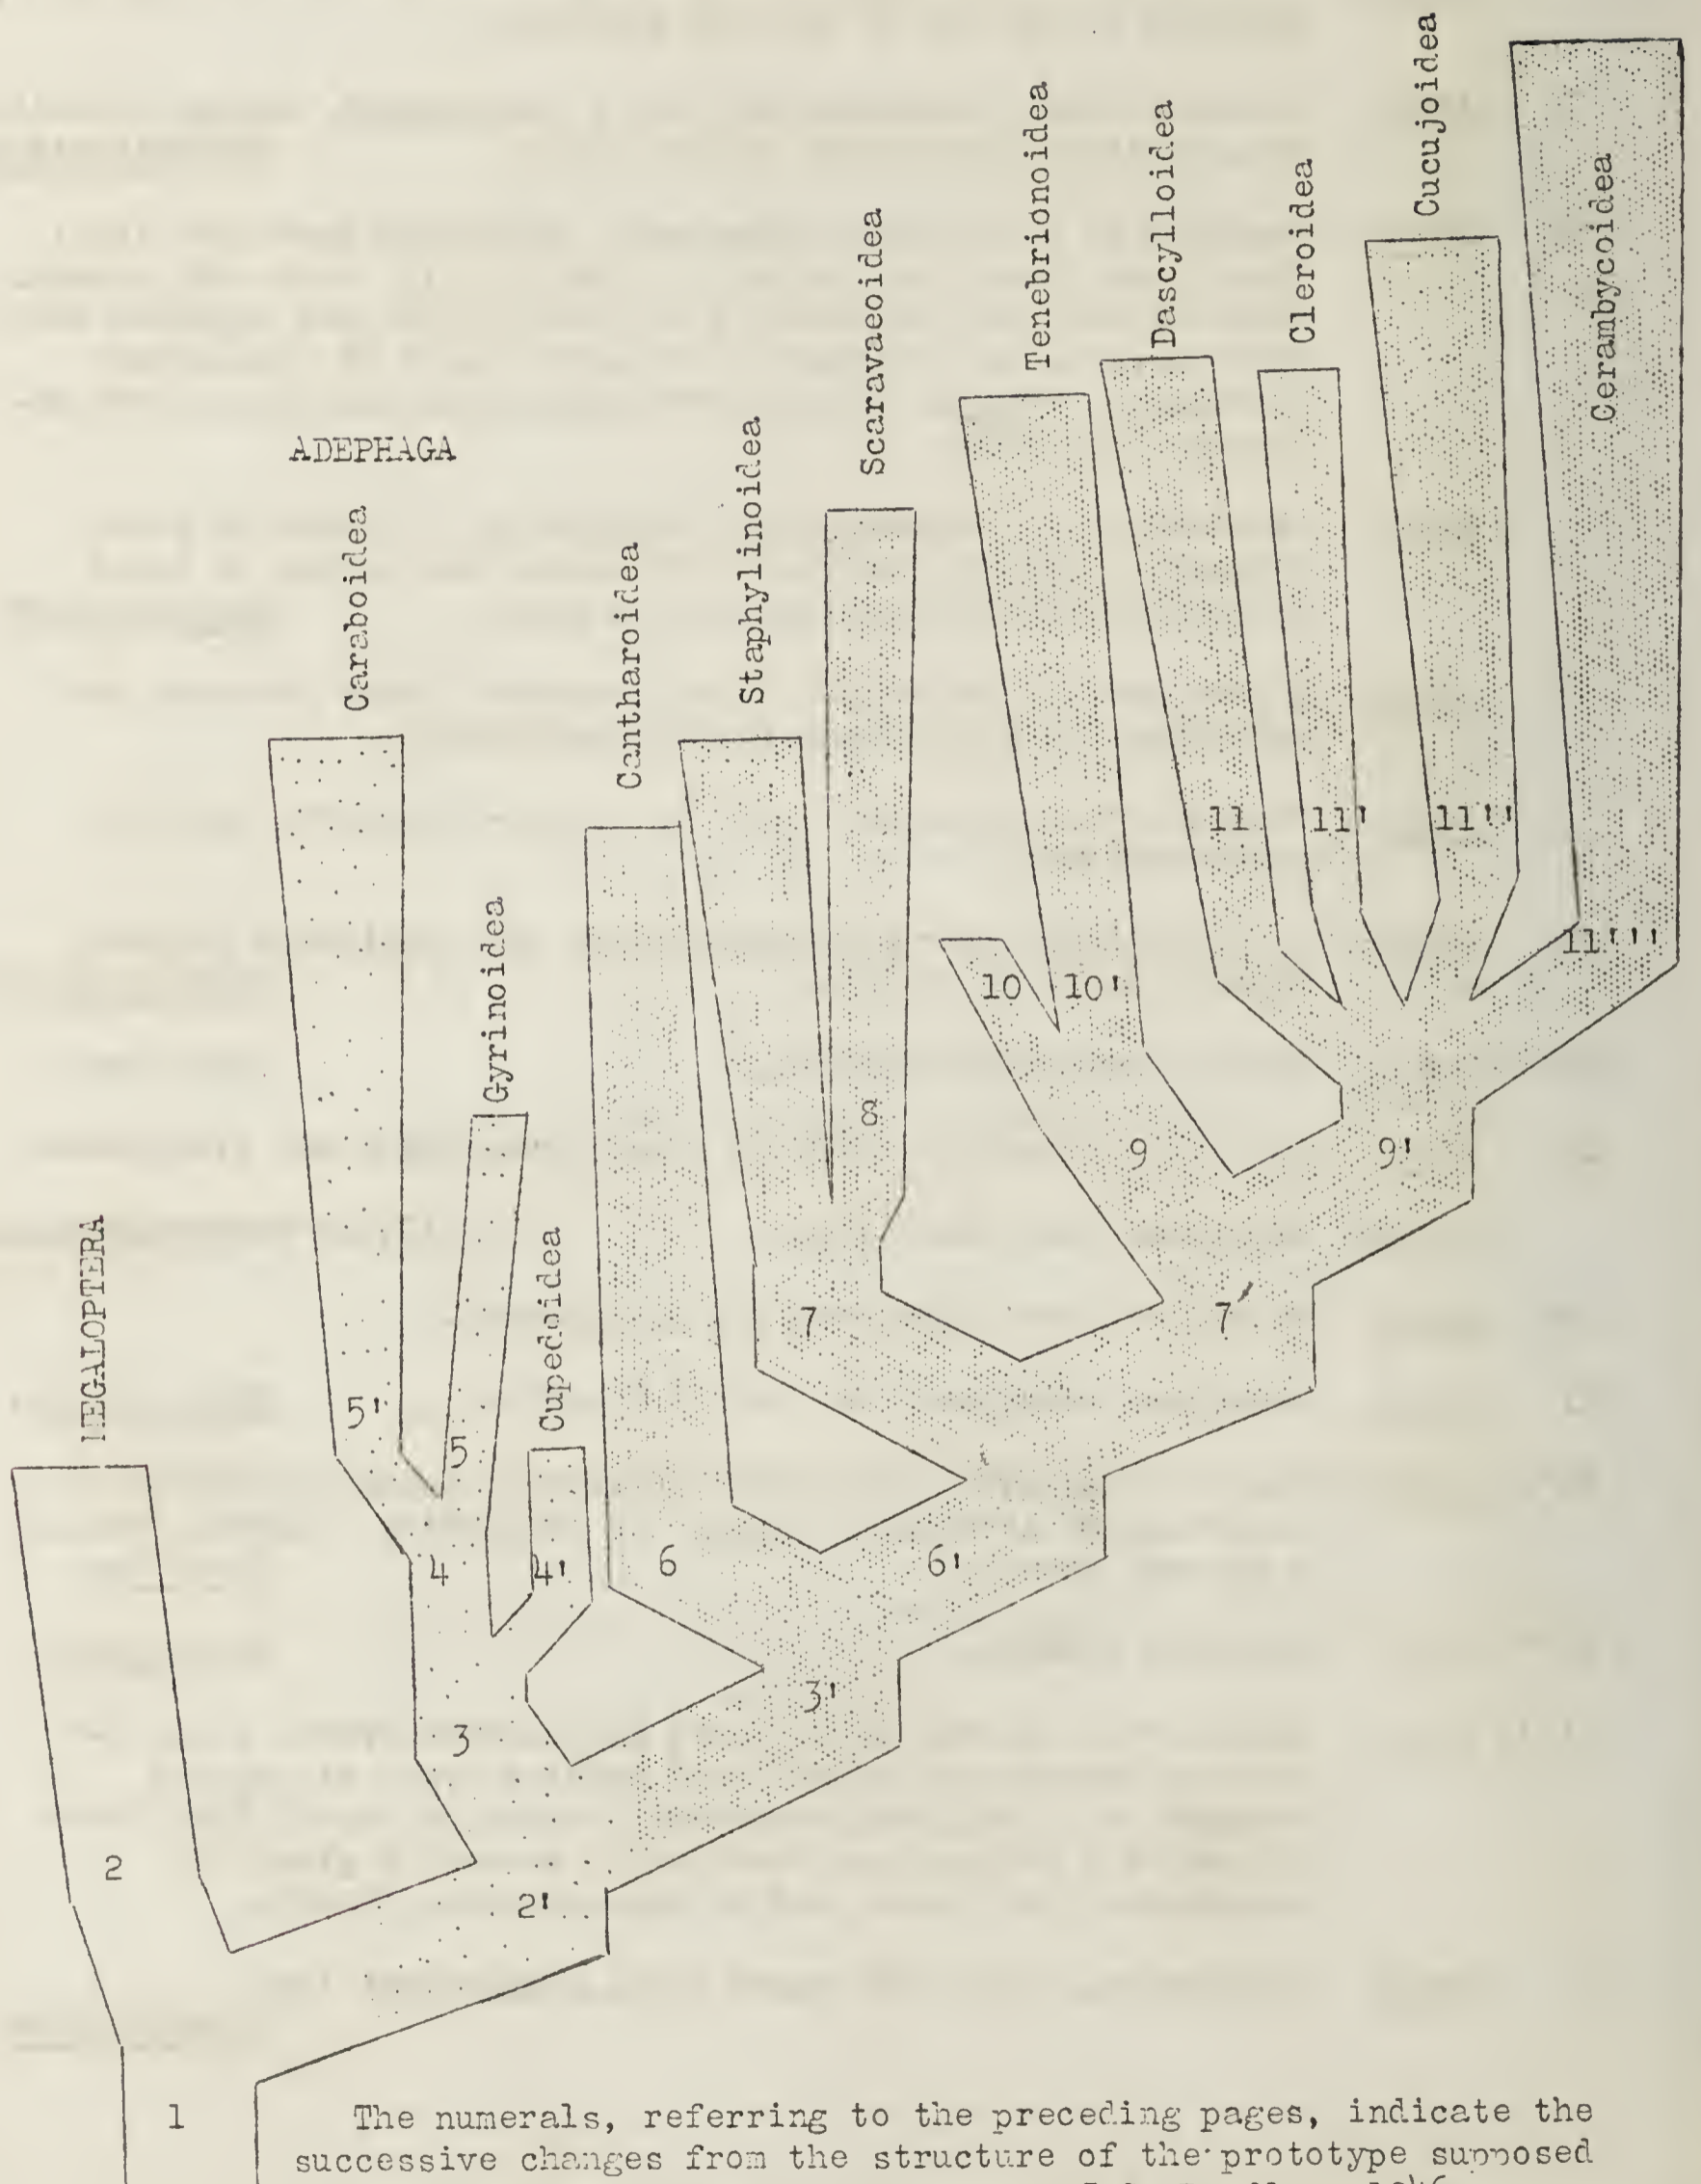 Cucujoidea
Tenebrionoidea
Dascylloidea
Cleroidea
Cerambycoidea
Scaravaeoidea
ADEPHAGA
Staphylinoidea
Caraboidea
Cantharoidea
11
11'
11''
Gyrinoidea
11'''
10
10'
8
9
9'
MEGALOPTERA
Cupedoidea
7
7'
5'
5
4
4'
6
6'
3'
3
2
2'
1
The numerals, referring to the preceding pages, indicate the
successive changes from the structure of the prototype supposed